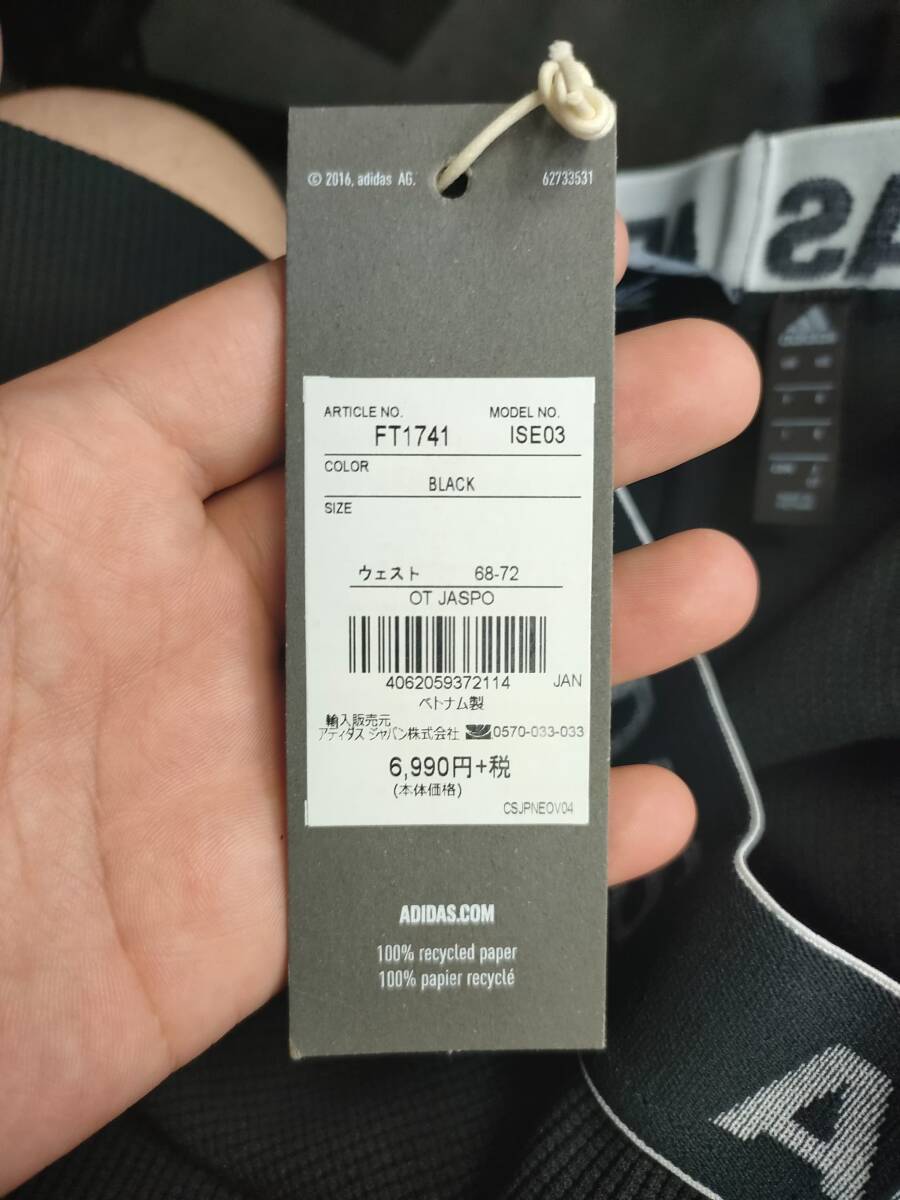 © 2016, adidas AG. 62733531
ARTICLE NO. MODEL NO.
FT1741 ISE03
COLOR
BLACK
SIZE
ウェスト 68-72
OT JASPO
4062059372114 JAN
ベトナム製
輸入販売元
アディダス ジャパン株式会社 0570-033-033
6,990円+税
(本体価格)
CSJPNEOV04
ADIDAS.COM
100% recycled paper
100% papier recyclé
AS
A